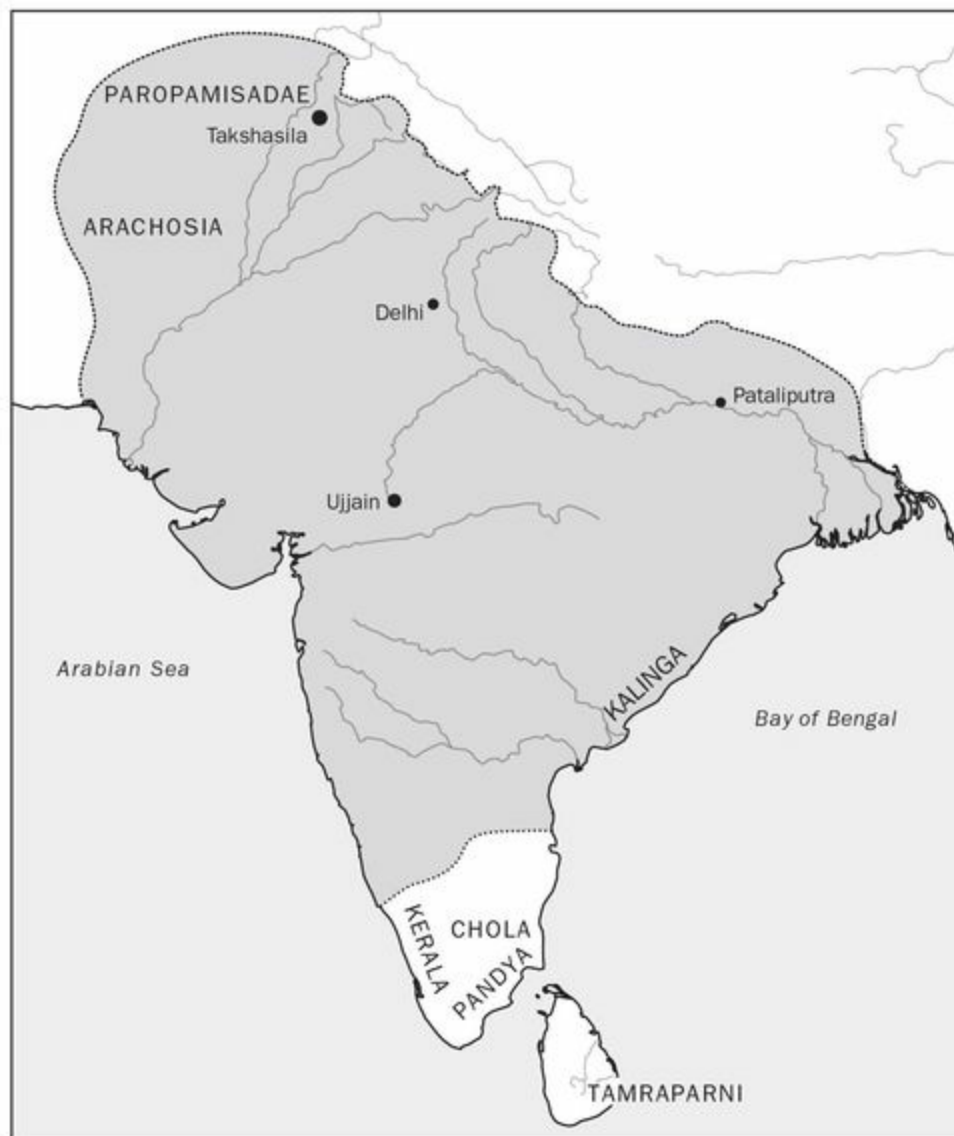 PAROPAMISADAE
Takshasila
ARACHOSIA
Delhi
Pataliputra
Ujjain
Arabian Sea
KALINGA
Bay of Bengal
KERALA
CHOLA
PANDYA
TAMRAPARNI